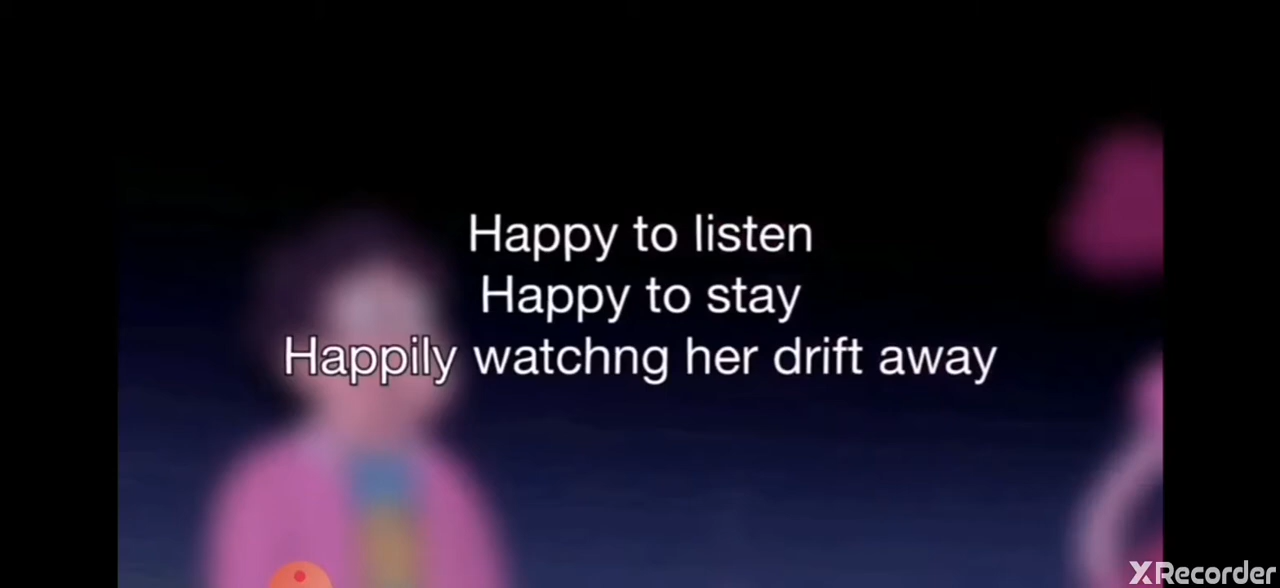 Happy to listen
Happy to stay
Happily watchng her drift away
XRecorder